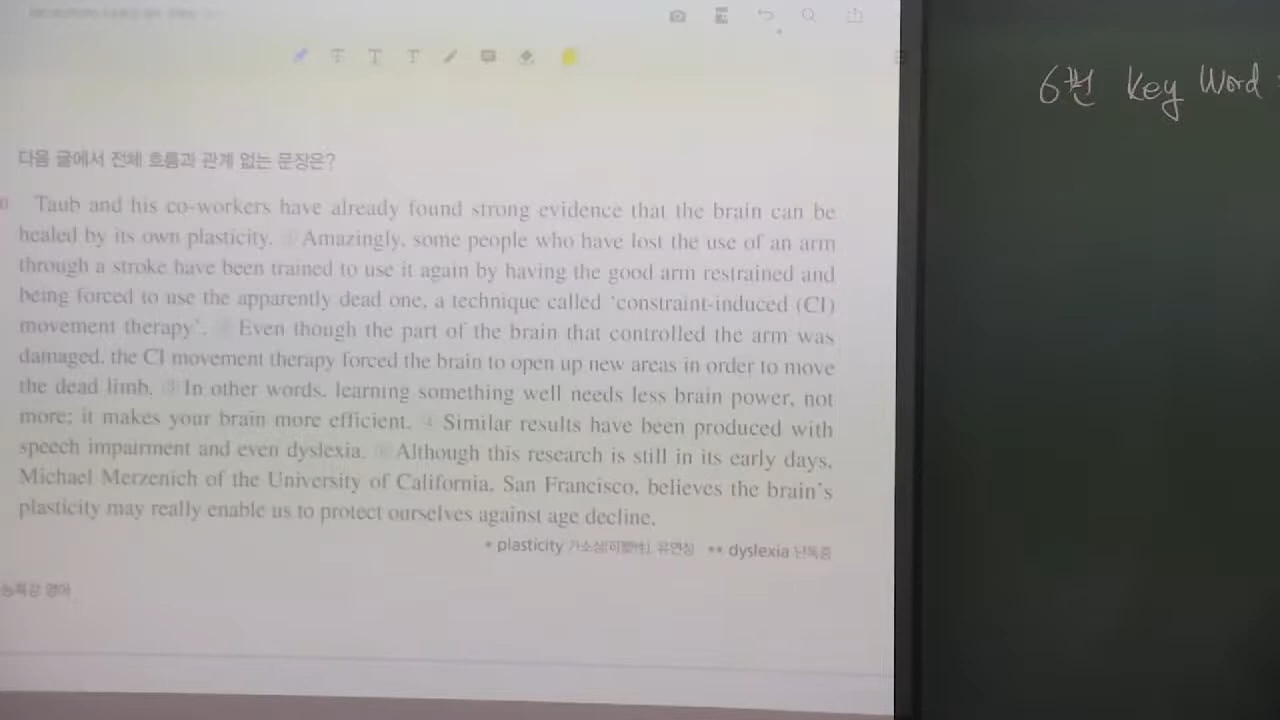 6번 Key Word
다음 글에서 전체 흐름과 관계 없는 문장은?
Taub and his co-workers have already found strong evidence that the brain can be
healed by its own plasticity. ① Amazingly, some people who have lost the use of an arm
through a stroke have been trained to use it again by having the good arm restrained and
being forced to use the apparently dead one, a technique called ‘constraint-induced (CI)
movement therapy’. ② Even though the part of the brain that controlled the arm was
damaged, the CI movement therapy forced the brain to open up new areas in order to move
the dead limb. ③ In other words, learning something well needs less brain power, not
more; it makes your brain more efficient. ④ Similar results have been produced with
speech impairment and even dyslexia. ⑤ Although this research is still in its early days,
Michael Merzenich of the University of California, San Francisco, believes the brain’s
plasticity may really enable us to protect ourselves against age decline.
* plasticity 가소성(可塑性), 유연성 ** dyslexia 난독증